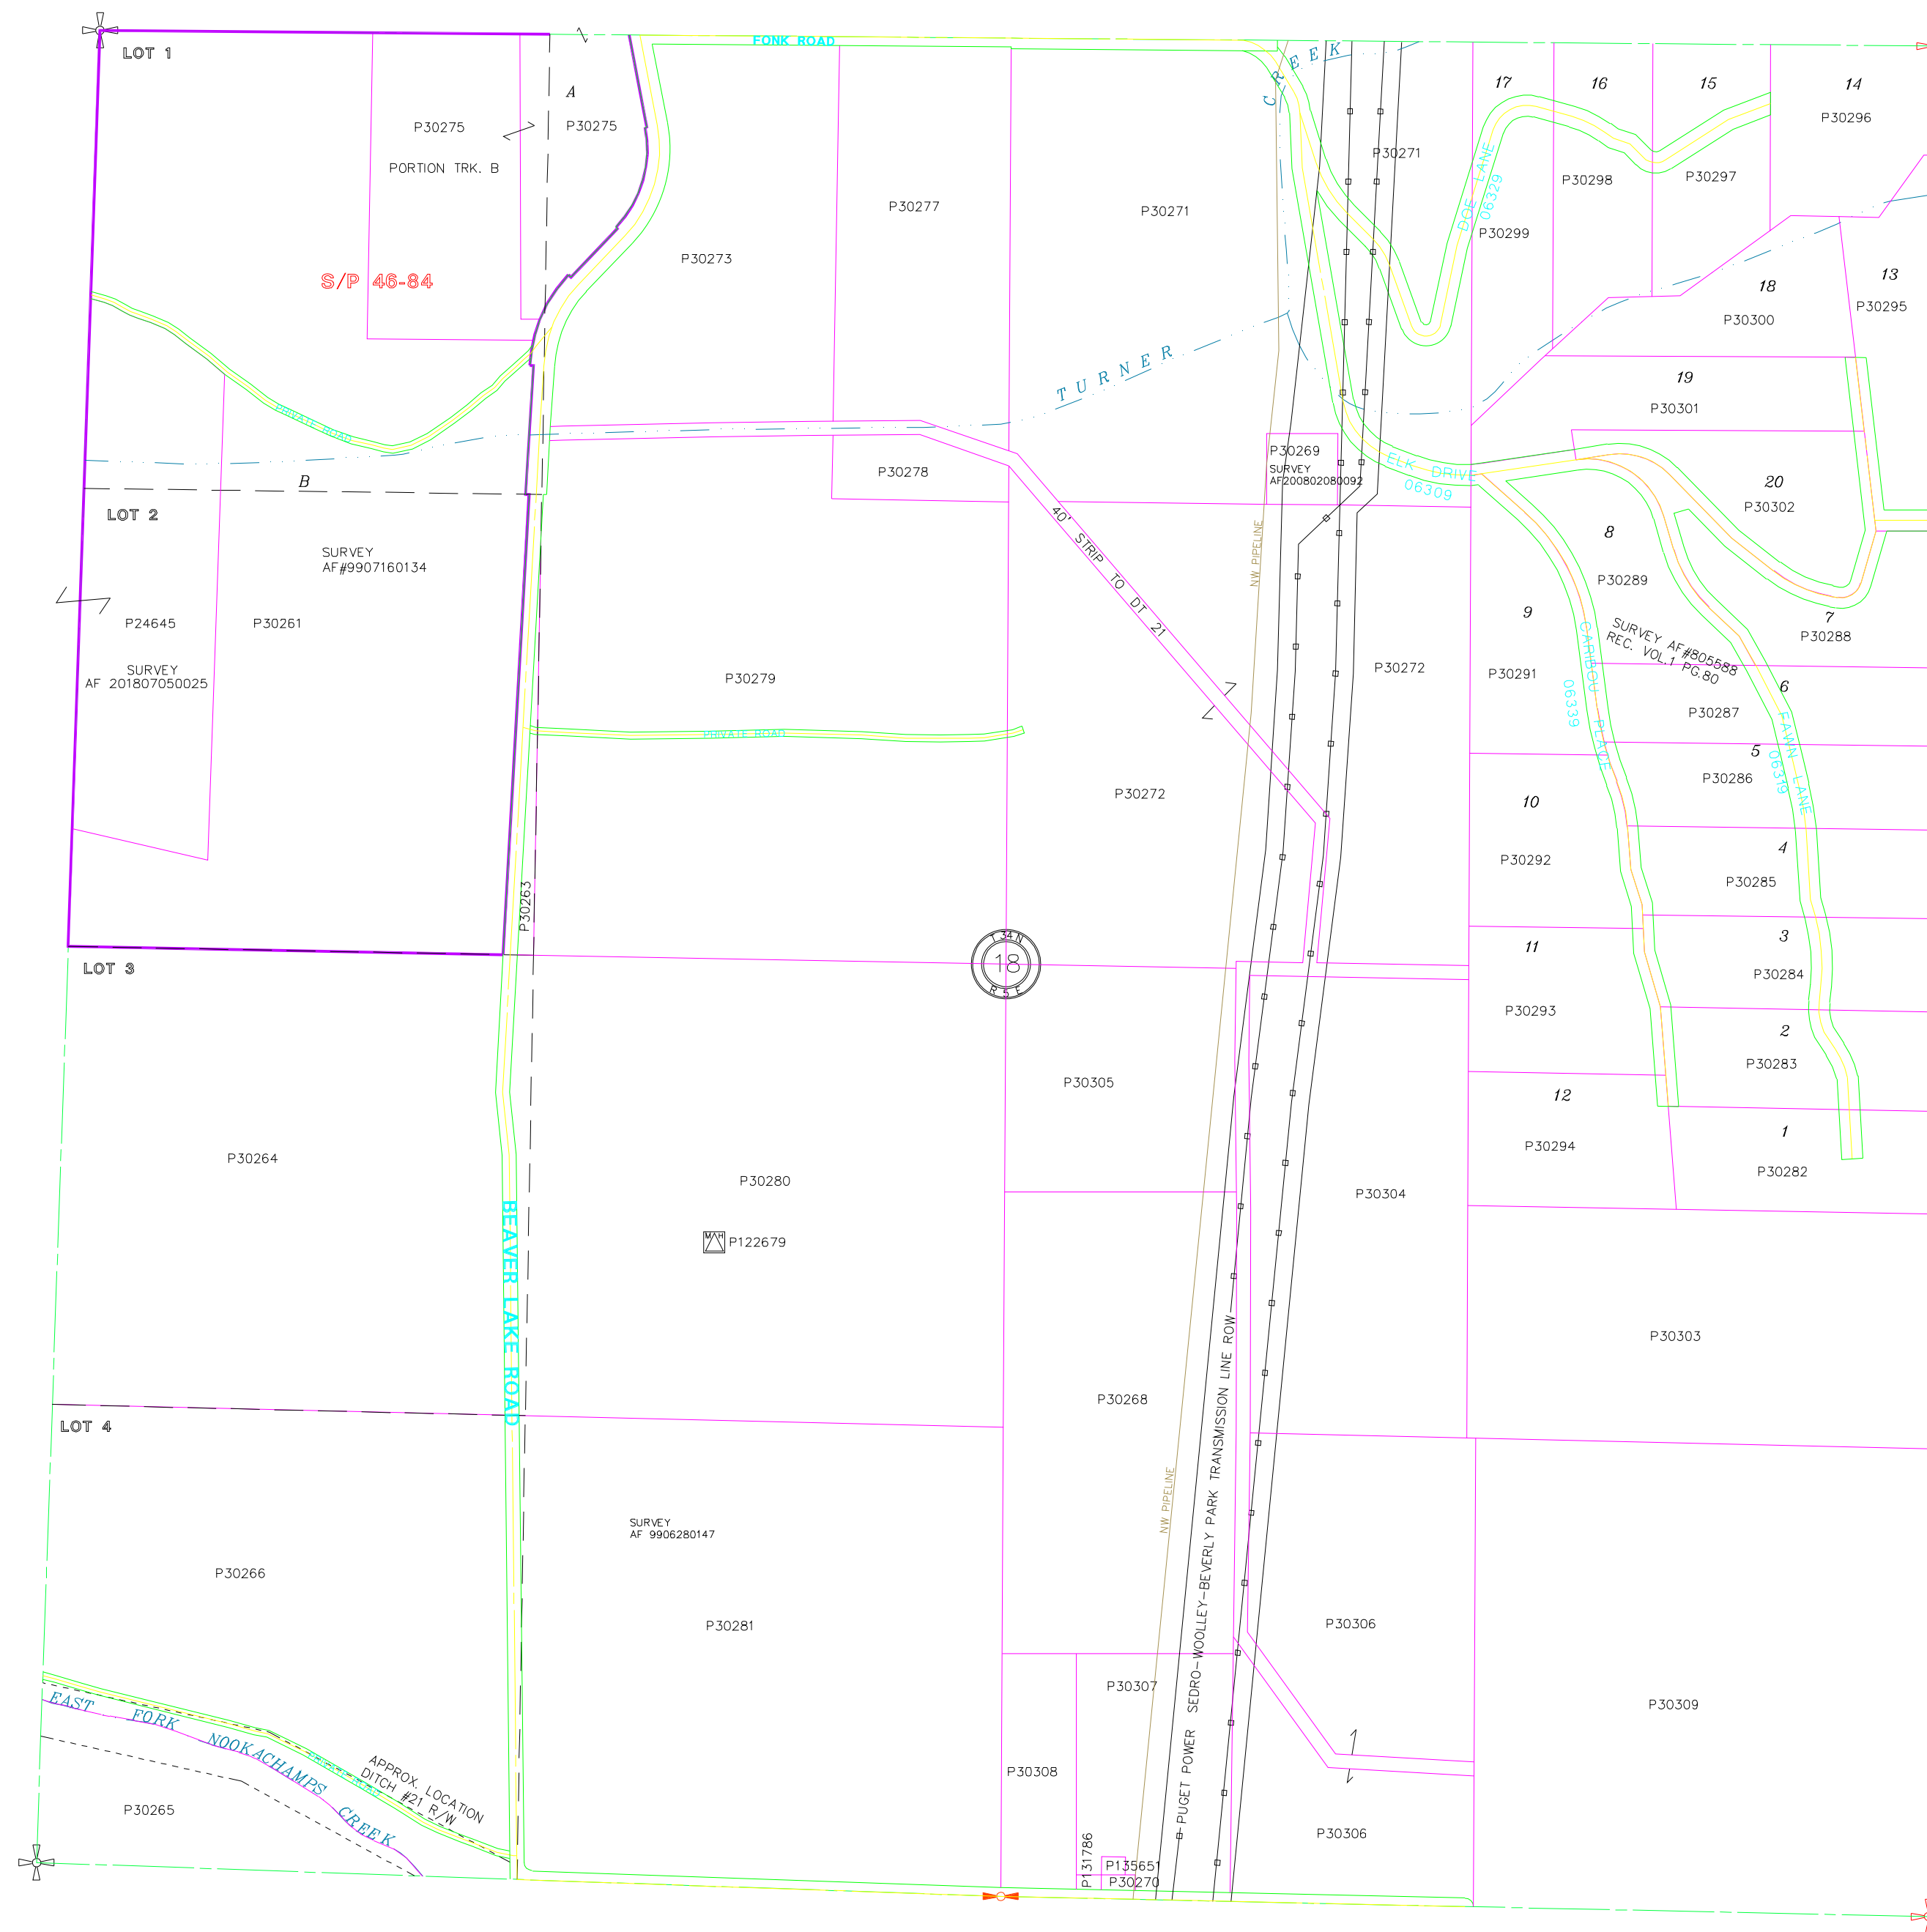 LOT 1
FONK ROAD
CREEK
17
16
15
14
P30296
A
P30275
P30275
PORTION TRK. B
P30271
DOE LANE
06329
P30298
P30297
P30277
P30271
P30299
P30273
S/P 46-84
18
P30300
13
P30295
TURNER
19
P30301
PRIVATE ROAD
P30269
SURVEY
AF200802080092
ELK DRIVE
06309
P30278
B
20
P30302
LOT 2
40' STRIP TO DT 21
NW PIPELINE
8
P30289
SURVEY
AF#9907160134
P24645
P30261
SURVEY
AF 201807050025
9
P30291
7
P30288
SURVEY AF#805588
REC. VOL.1 PG.80
CARIBOU PLACE
06339
P30279
P30272
6
P30287
FAWN LANE
06319
PRIVATE ROAD
5
P30286
P30272
10
P30292
4
P30285
P30263
T34N
18
R5E
11
P30293
3
P30284
LOT 3
2
P30283
P30305
12
P30294
1
P30282
P30264
P30280
P30304
BEAVER LAKE ROAD
MH
P122679
P30303
PUGET POWER SEDRO-WOOLLEY-BEVERLY PARK TRANSMISSION LINE ROW
P30268
LOT 4
NW PIPELINE
SURVEY
AF 9906280147
P30266
P30281
P30306
P30307
P30309
EAST FORK NOOKACHAMPS CREEK
PRIVATE ROAD
APPROX. LOCATION
DITCH #21 R/W
P30308
P30265
P30306
P131786
P135651
P30270